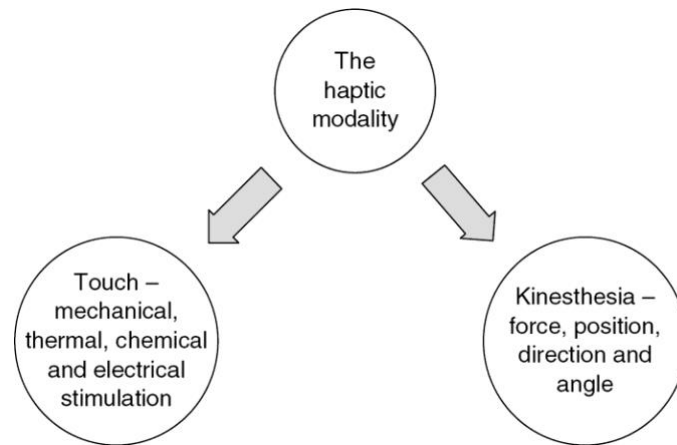 The
haptic
modality
Touch –
mechanical,
thermal, chemical
and electrical
stimulation
Kinesthesia –
force, position,
direction and
angle